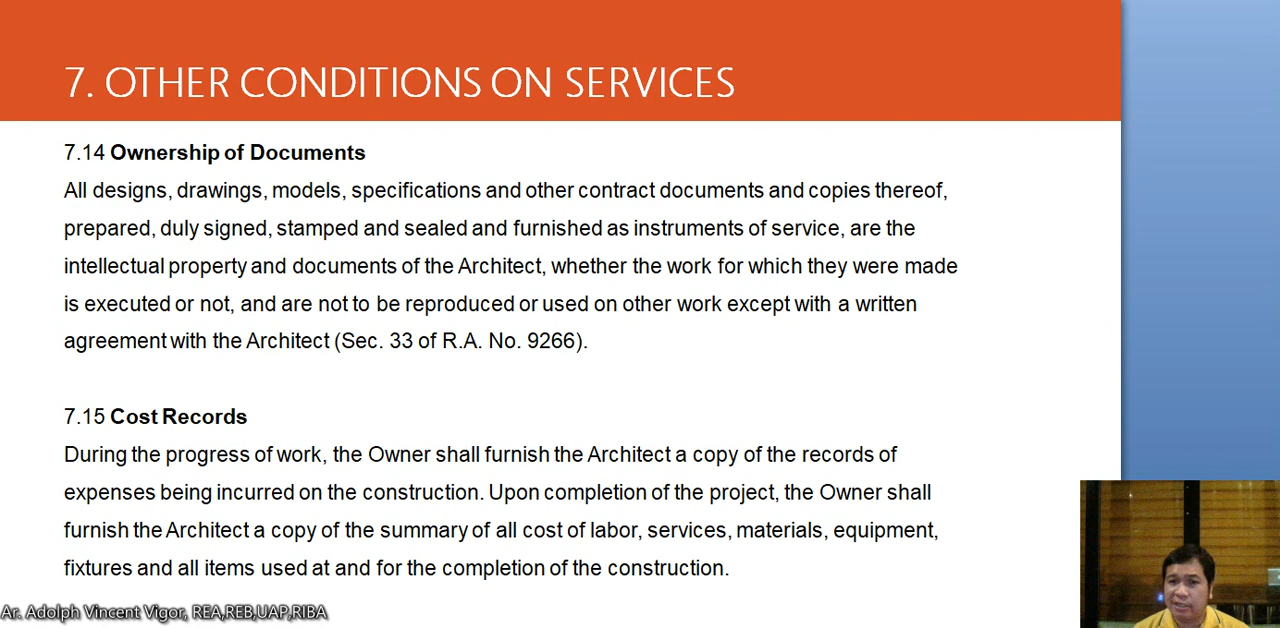 7. OTHER CONDITIONS ON SERVICES
7.14 Ownership of Documents
All designs, drawings, models, specifications and other contract documents and copies thereof,
prepared, duly signed, stamped and sealed and furnished as instruments of service, are the
intellectual property and documents of the Architect, whether the work for which they were made
is executed or not, and are not to be reproduced or used on other work except with a written
agreement with the Architect (Sec. 33 of R.A. No. 9266).
7.15 Cost Records
During the progress of work, the Owner shall furnish the Architect a copy of the records of
expenses being incurred on the construction. Upon completion of the project, the Owner shall
furnish the Architect a copy of the summary of all cost of labor, services, materials, equipment,
fixtures and all items used at and for the completion of the construction.
Ar. Adolph Vincent Vigor, REA,REB,UAP,RIBA